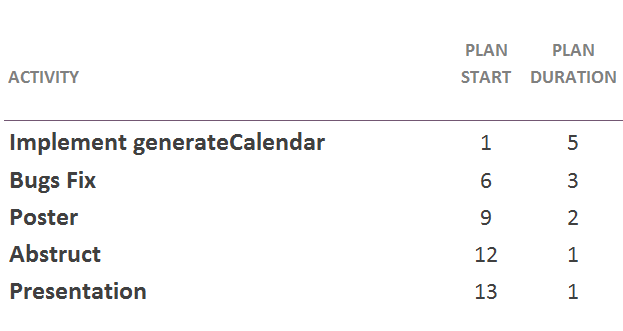 PLAN PLAN
ACTIVITY START DURATION
Implement generateCalendar 1 5
Bugs Fix 6 3
Poster 9 2
Abstruct 12 1
Presentation 13 1